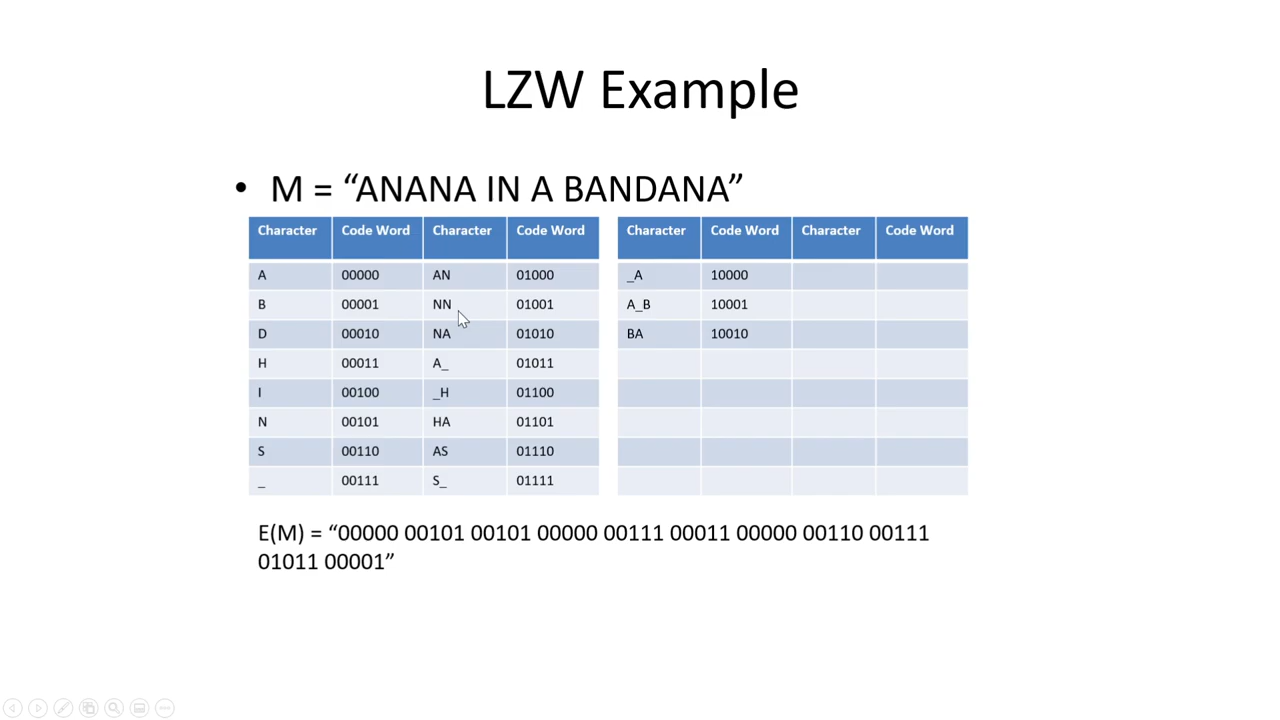 LZW Example
• M = “ANANA IN A BANDANA”
Character Code Word Character Code Word Character Code Word Character Code Word
A 00000 AN 01000 _A 10000
B 00001 NN 01001 A_B 10001
D 00010 NA 01010 BA 10010
H 00011 A_ 01011
I 00100 _H 01100
N 00101 HA 01101
S 00110 AS 01110
_ 00111 S_ 01111
E(M) = “00000 00101 00101 00000 00111 00011 00000 00110 00111
01011 00001”